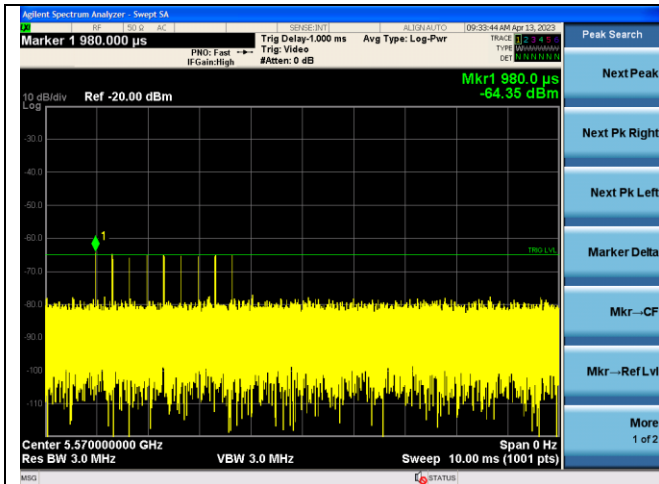 Agilent Spectrum Analyzer - Swept SA
RF 50 Ω AC SENSE:INT ALIGNAUTO 09:33:44 AM Apr 13, 2023
Marker 1 980.000 µs
PNO: Fast
IFGain:High
Trig Delay-1.000 ms
Trig: Video
#Atten: 0 dB
Avg Type: Log-Pwr
TRACE 1 2 3 4 5 6
TYPE
DET N N N N N N
Mkr1 980.0 µs
-64.35 dBm
10 dB/div
Log
Ref -20.00 dBm
-30.0
-40.0
-50.0
-60.0
1
TRIG LVL
-70.0
-80.0
-90.0
-100
-110
Center 5.570000000 GHz
Span 0 Hz
Res BW 3.0 MHz
VBW 3.0 MHz
Sweep 10.00 ms (1001 pts)
MSG
STATUS
Peak Search
Next Peak
Next Pk Right
Next Pk Left
Marker Delta
Mkr→CF
Mkr→Ref Lvl
More
1 of 2